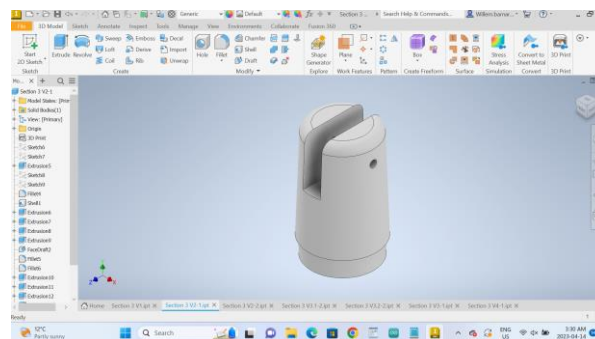 Generic
Default
Section 3 ...
Search Help & Commands...
Willem.barnar...
File 3D Model Sketch Annotate Inspect Tools Manage View Environments Collaborate Fusion 360
Start
2D Sketch
Extrude Revolve
Sweep Emboss Decal
Loft Derive Import
Coil Rib Unwrap
Hole Fillet
Chamfer
Shell
Draft
Shape
Generator
Plane
Box
Stress
Analysis
Convert to
Sheet Metal
3D Print
Sketch Create Modify Explore Work Features Pattern Create Freeform Surface Simulation Convert 3D Print
Section 3 V2-1
Model States: [Prim
Solid Bodies(1)
View: [Primary]
Origin
3D Print
Sketch6
Sketch7
Extrusion5
Sketch8
Sketch9
Fillet4
Shell1
Extrusion6
Extrusion7
Extrusion8
Extrusion9
FaceDraft2
Fillet5
Fillet6
Extrusion10
Extrusion11
Extrusion12
Home Section 3 V1.ipt Section 3 V2-1.ipt Section 3 V2-2.ipt Section 3 V3.1-2.ipt Section 3 V3.2-2.ipt Section 3 V3-1.ipt Section 3 V4-1.ipt
Ready
12°C
Partly sunny
Search
ENG
US
3:30 AM
2023-04-14